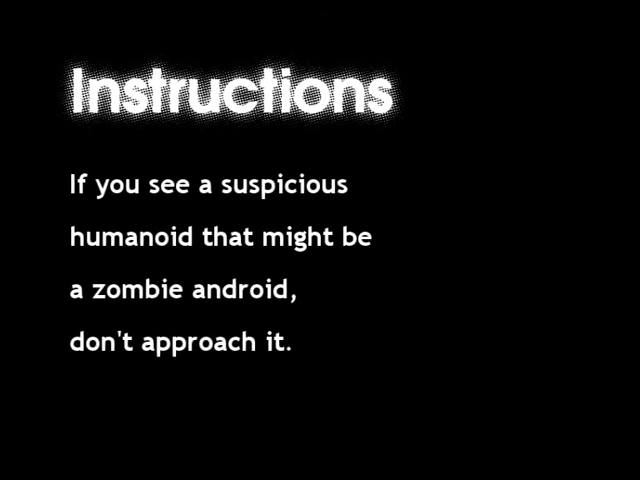 Instructions
If you see a suspicious
humanoid that might be
a zombie android,
don't approach it.